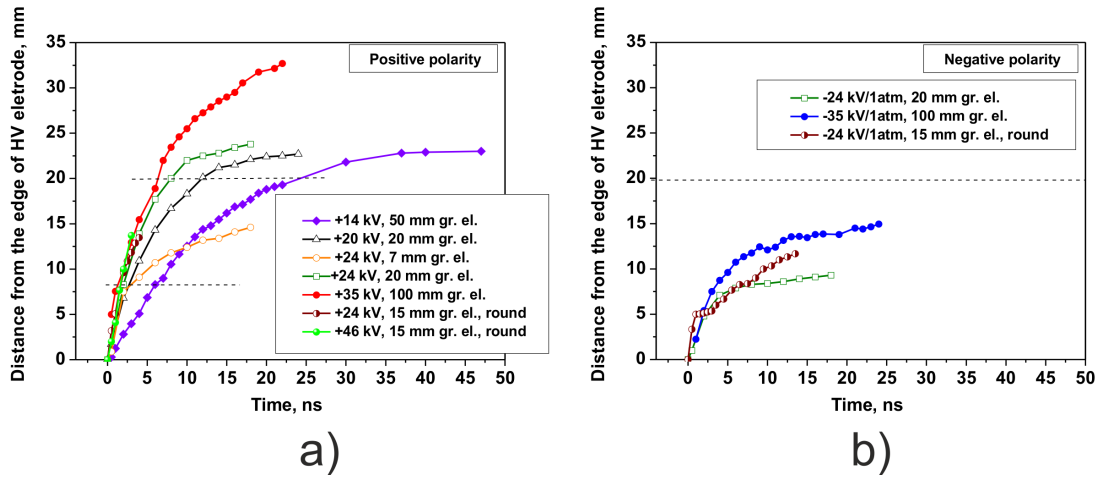 Distance from the edge of HV eletrode, mm
35
30
25
20
15
10
5
0
Positive polarity
+14 kV, 50 mm gr. el.
+20 kV, 20 mm gr. el.
+24 kV, 7 mm gr. el.
+24 kV, 20 mm gr. el.
+35 kV, 100 mm gr. el.
+24 kV, 15 mm gr. el., round
+46 kV, 15 mm gr. el., round
0 5 10 15 20 25 30 35 40 45 50
Time, ns
a)
Distance from the edge of HV eletrode, mm
35
30
25
20
15
10
5
0
Negative polarity
-24 kV/1atm, 20 mm gr. el.
-35 kV/1atm, 100 mm gr. el.
-24 kV/1atm, 15 mm gr. el., round
0 5 10 15 20 25 30 35 40 45 50
Time, ns
b)